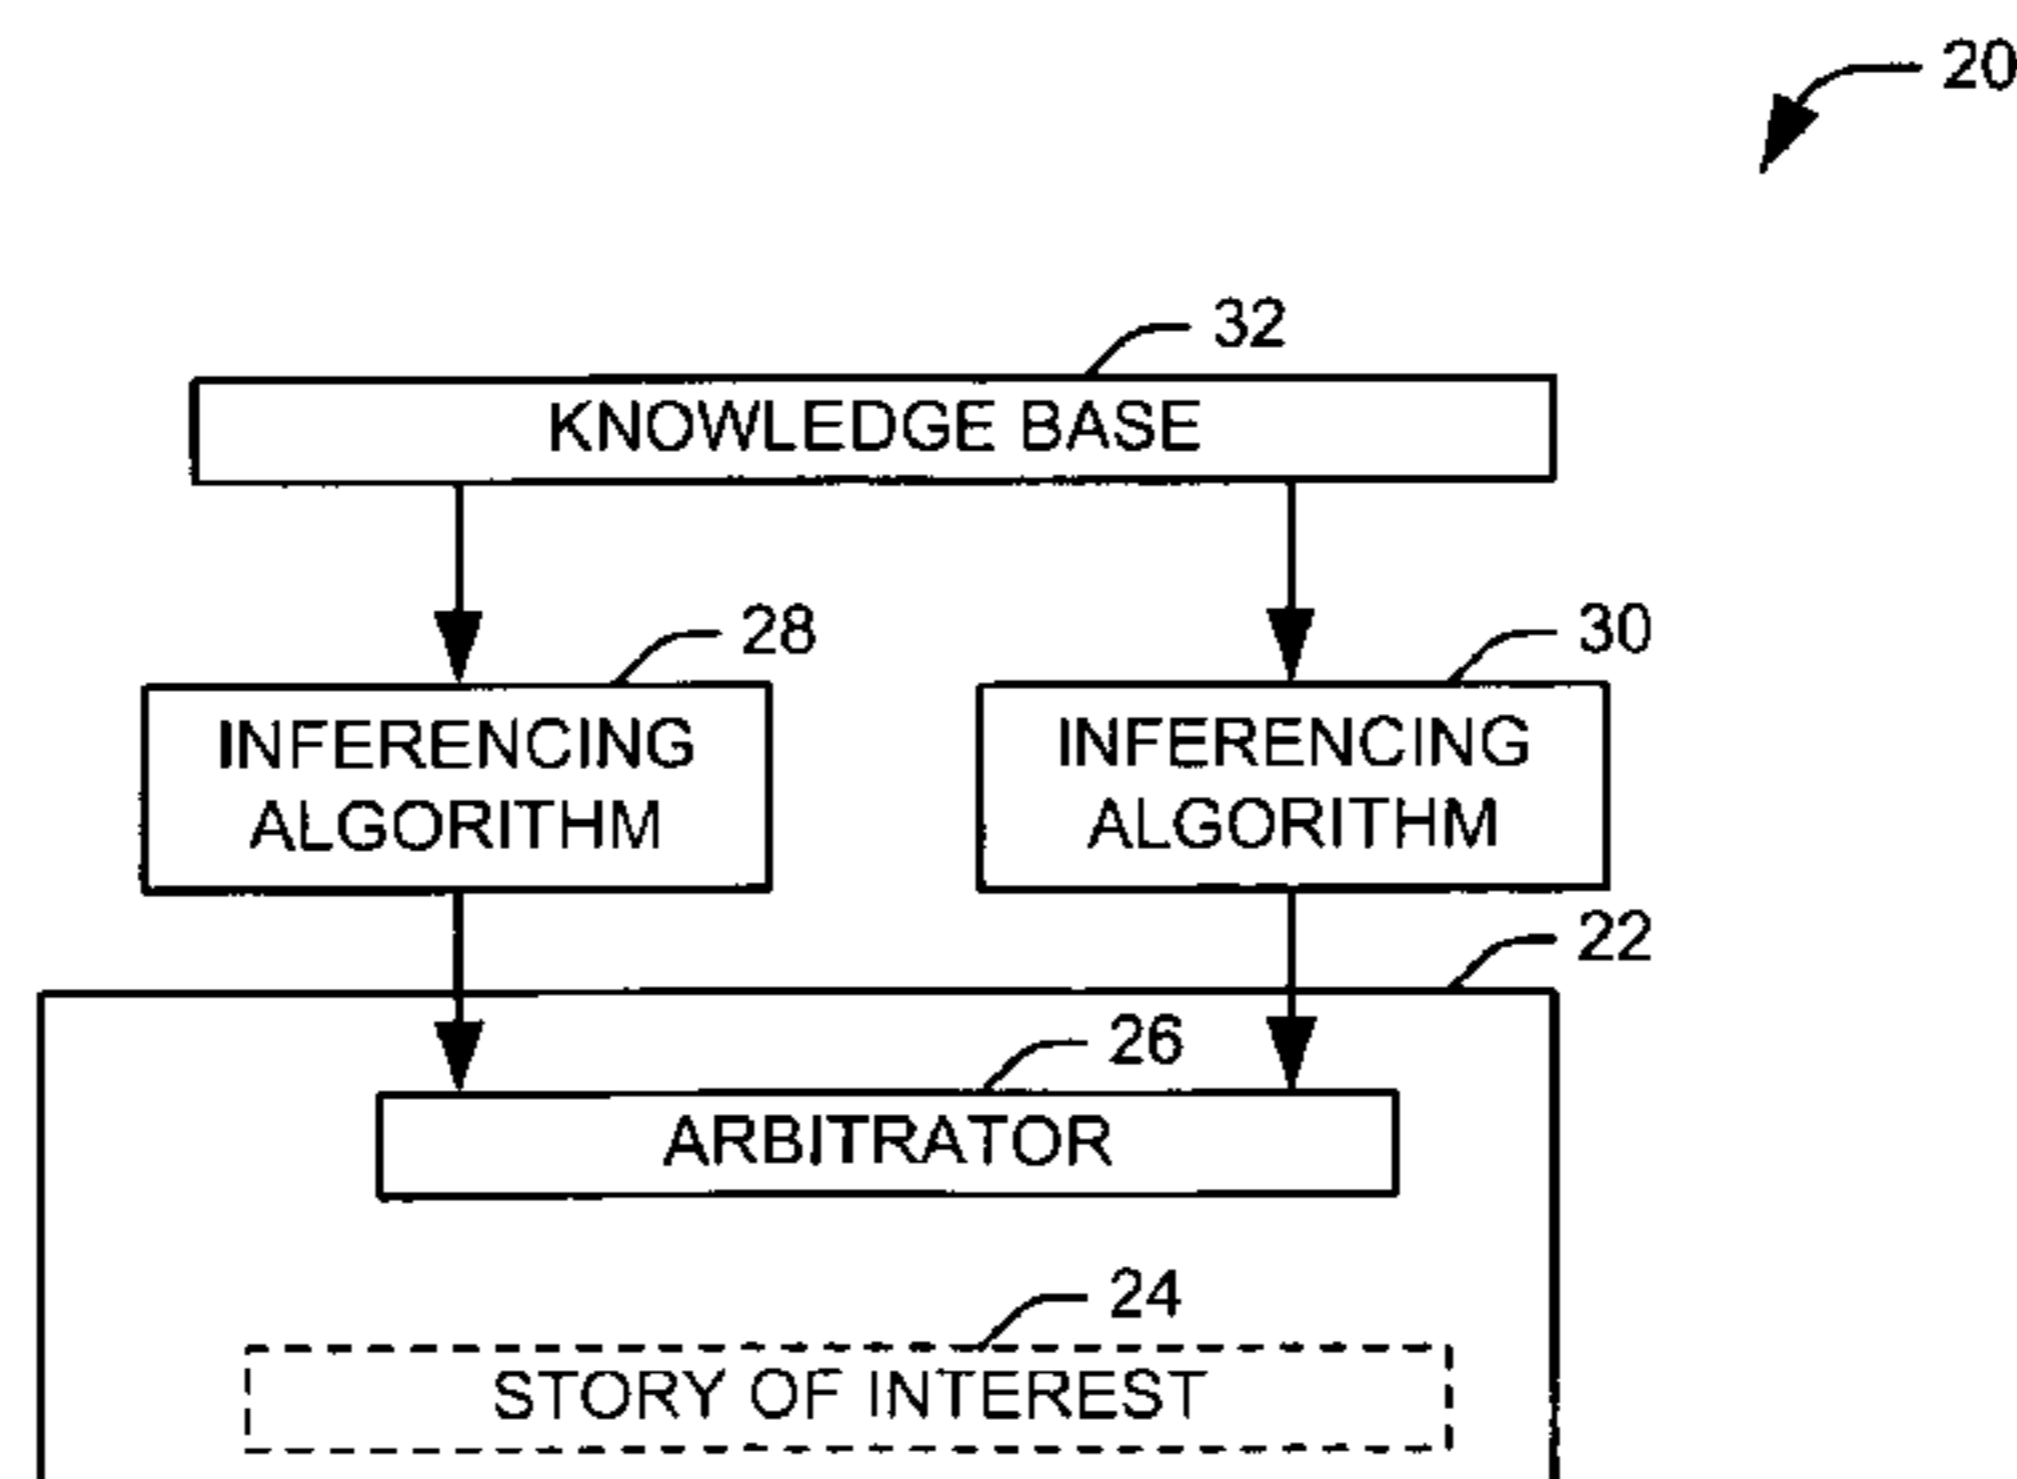 20
32
KNOWLEDGE BASE
28
30
INFERENCING
ALGORITHM
INFERENCING
ALGORITHM
22
26
ARBITRATOR
24
STORY OF INTEREST